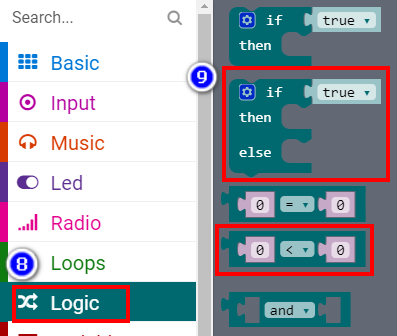 Search...
Basic
Input
Music
Led
Radio
8 Loops
Logic
if true
then
9
if true
then
else
0 = 0
0 < 0
and